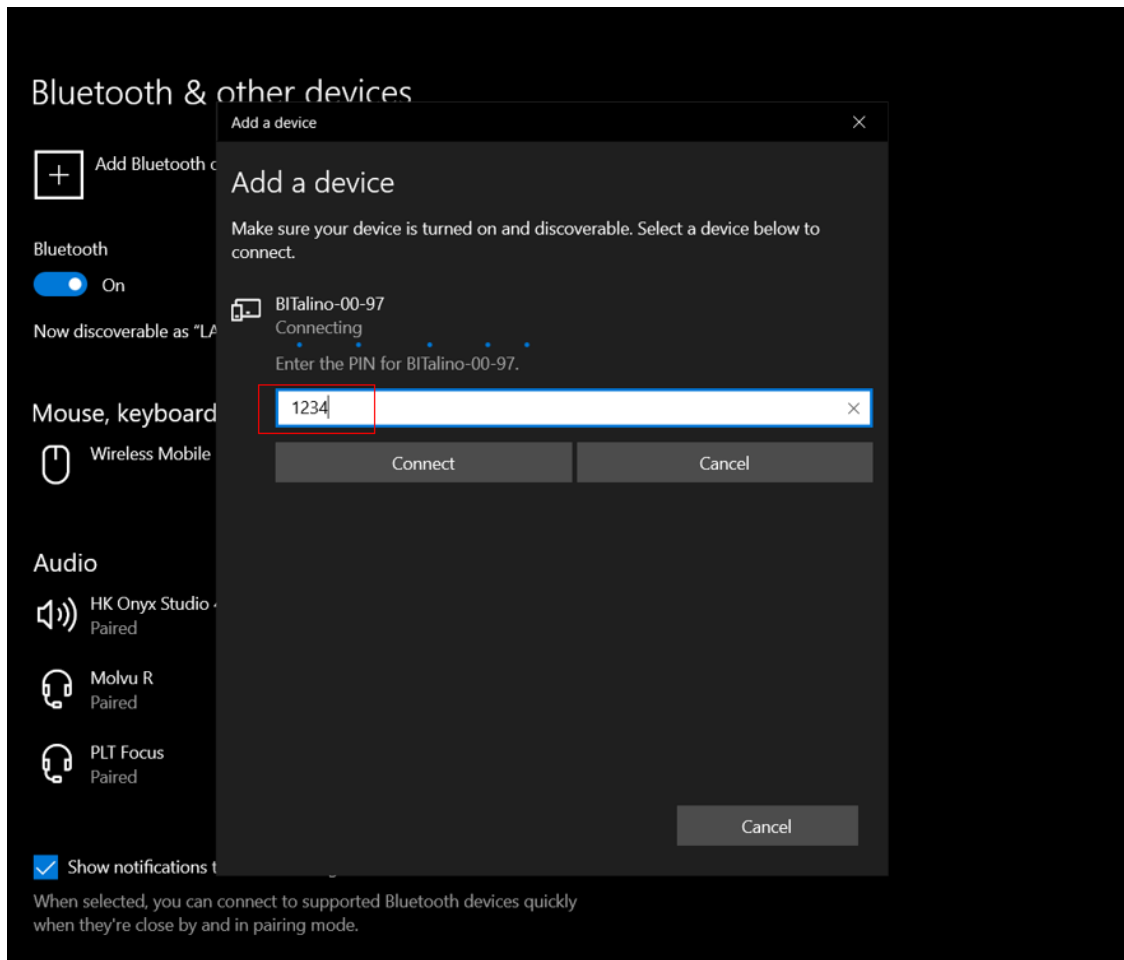 Bluetooth & other devices
Add a device
Add Bluetooth
Add a device
Make sure your device is turned on and discoverable. Select a device below to
connect.
Bluetooth
On
BITalino-00-97
Connecting
Now discoverable as "LA
Enter the PIN for BITalino-00-97.
1234
Mouse, keyboard
Wireless Mobile
Connect
Cancel
Audio
HK Onyx Studio
Paired
Molvu R
Paired
PLT Focus
Paired
Cancel
Show notifications
When selected, you can connect to supported Bluetooth devices quickly
when they're close by and in pairing mode.